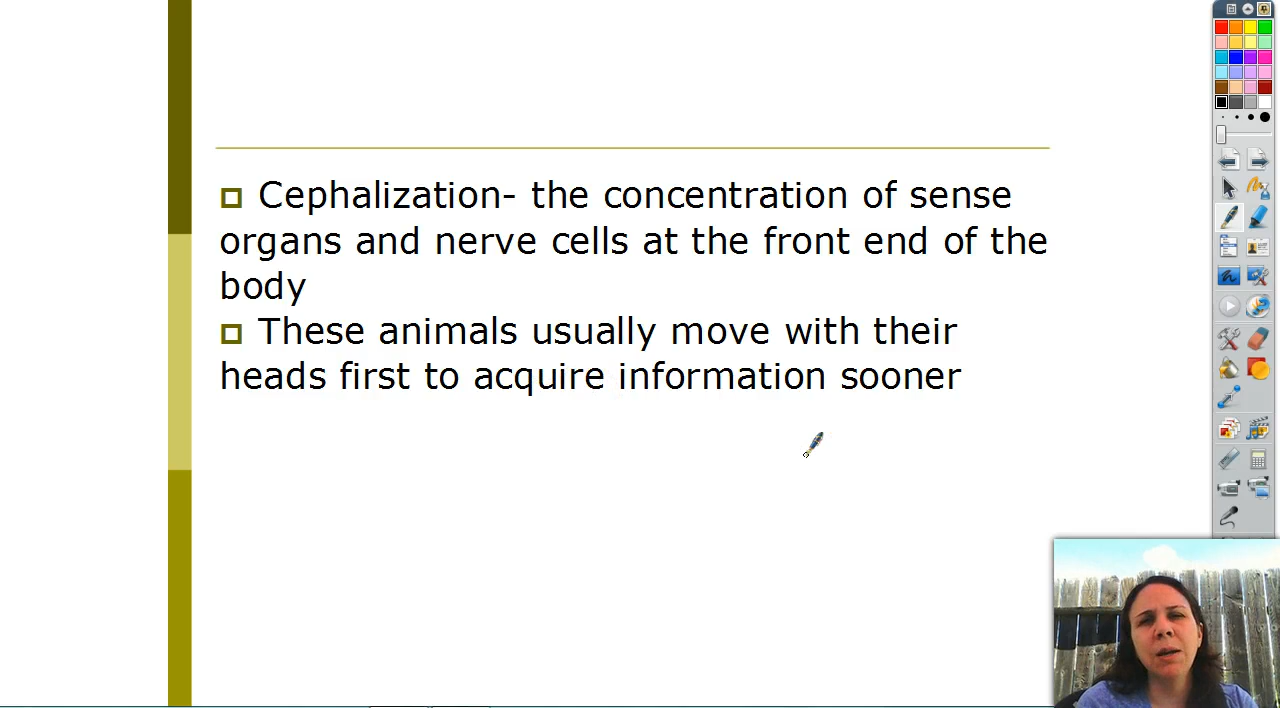 Cephalization- the concentration of sense
organs and nerve cells at the front end of the
body
These animals usually move with their
heads first to acquire information sooner